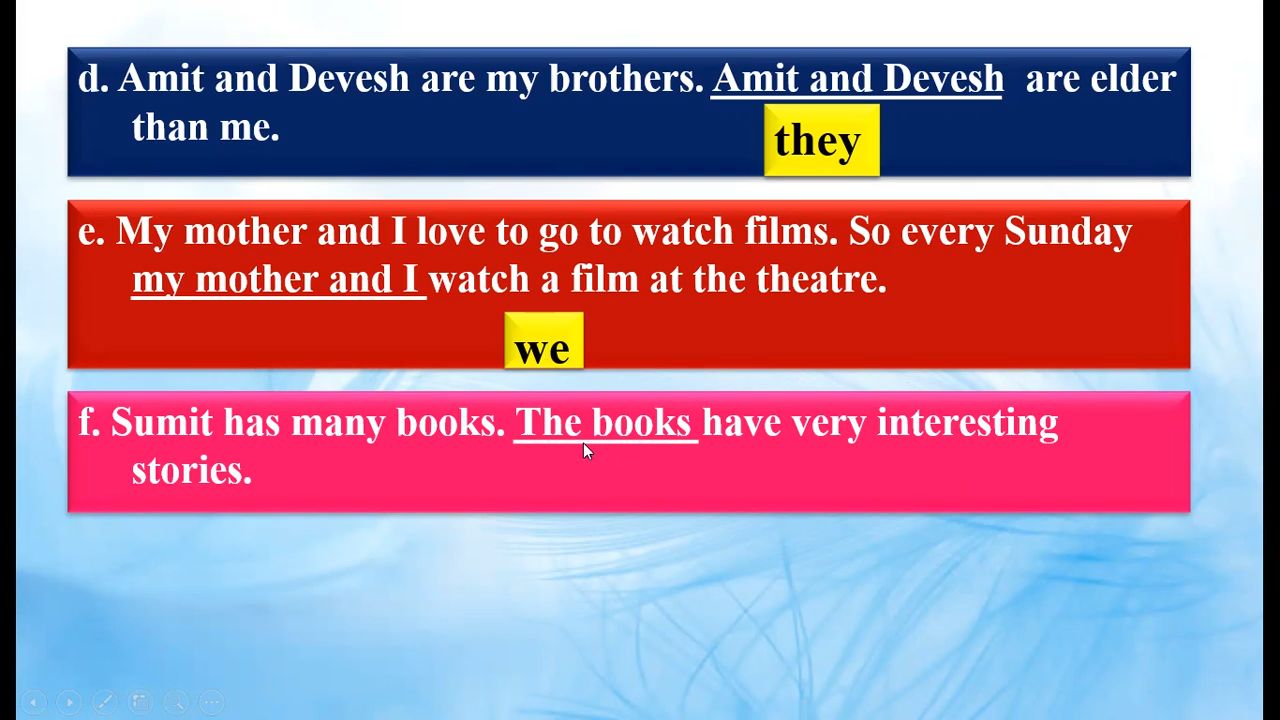 d. Amit and Devesh are my brothers. Amit and Devesh are elder
than me.
they
e. My mother and I love to go to watch films. So every Sunday
my mother and I watch a film at the theatre.
we
f. Sumit has many books. The books have very interesting
stories.